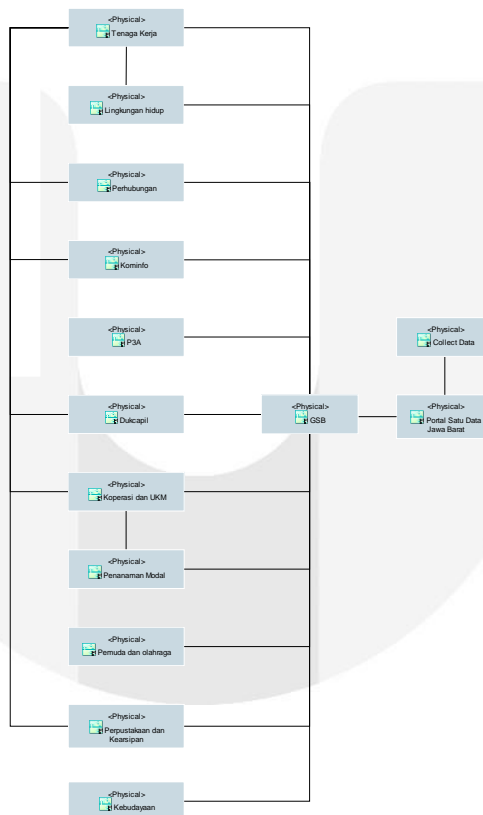 <Physical>
Tenaga Kerja
<Physical>
Lingkungan hidup
<Physical>
Perhubungan
<Physical>
Kominfo
<Physical>
P3A
<Physical>
Collect Data
<Physical>
Dukcapil
<Physical>
GSB
<Physical>
Portal Satu Data
Jawa Barat
<Physical>
Koperasi dan UKM
<Physical>
Penanaman Modal
<Physical>
Pemuda dan olahraga
<Physical>
Perpustakaan dan
Kearsipan
<Physical>
Kebudayaan